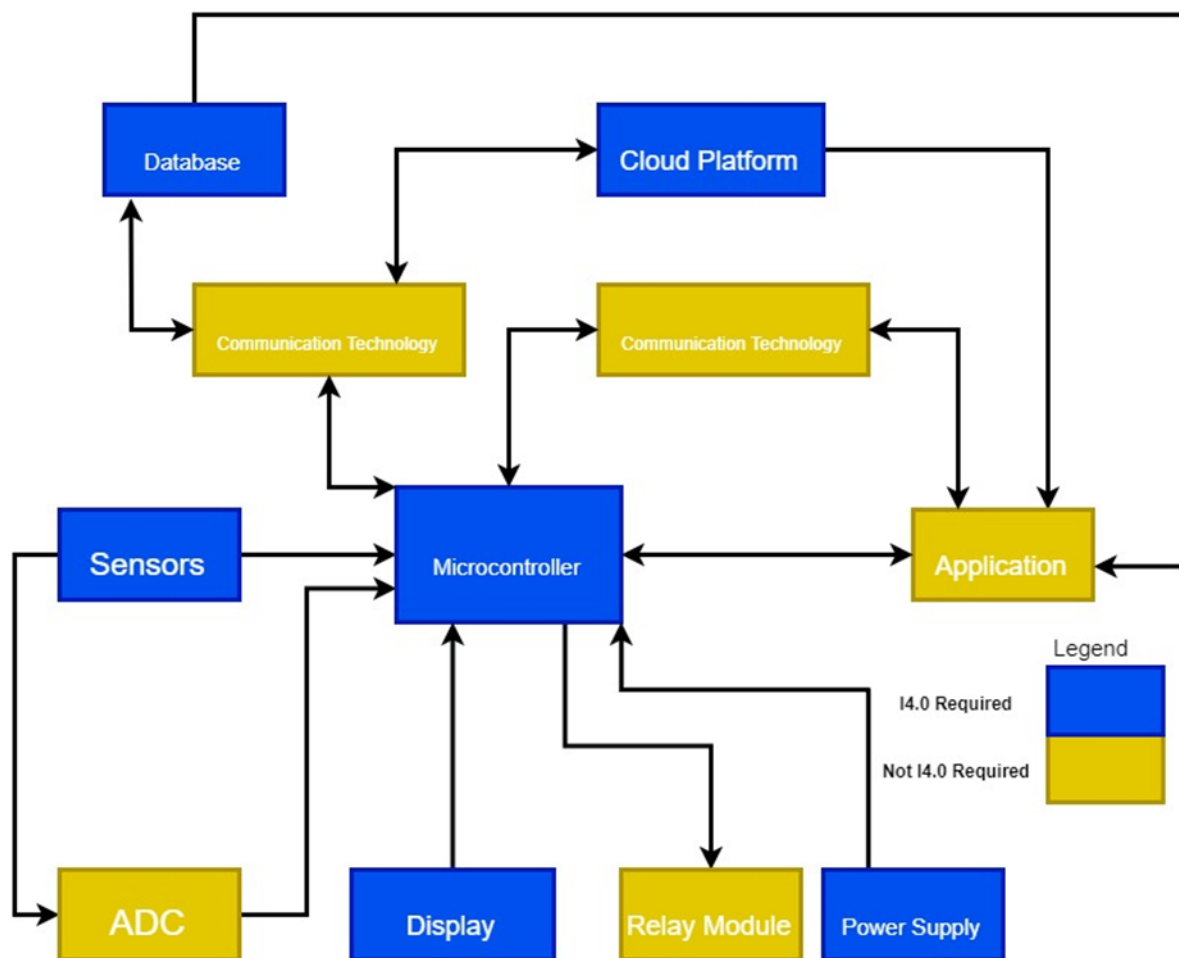 Database
Cloud Platform
Communication Technology
Communication Technology
Sensors
Microcontroller
Application
Legend
I4.0 Required
Not I4.0 Required
ADC
Display
Relay Module
Power Supply